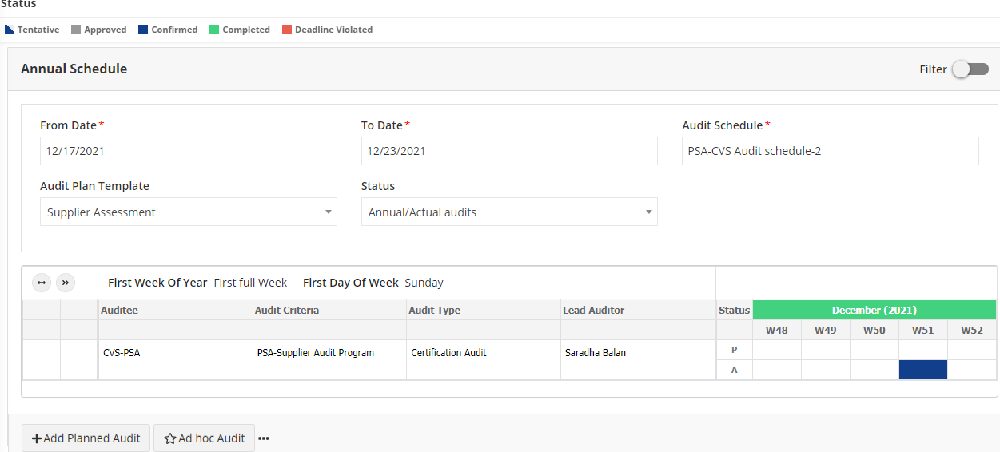 Status
Tentative Approved Confirmed Completed Deadline Violated
Annual Schedule Filter
From Date* To Date* Audit Schedule*
12/17/2021 12/23/2021 PSA-CVS Audit schedule-2
Audit Plan Template Status
Supplier Assessment Annual/Actual audits
First Week Of Year First full Week First Day Of Week Sunday
Auditee Audit Criteria Audit Type Lead Auditor Status December (2021)
W48 W49 W50 W51 W52
CVS-PSA PSA-Supplier Audit Program Certification Audit Saradha Balan P
A
Add Planned Audit Ad hoc Audit